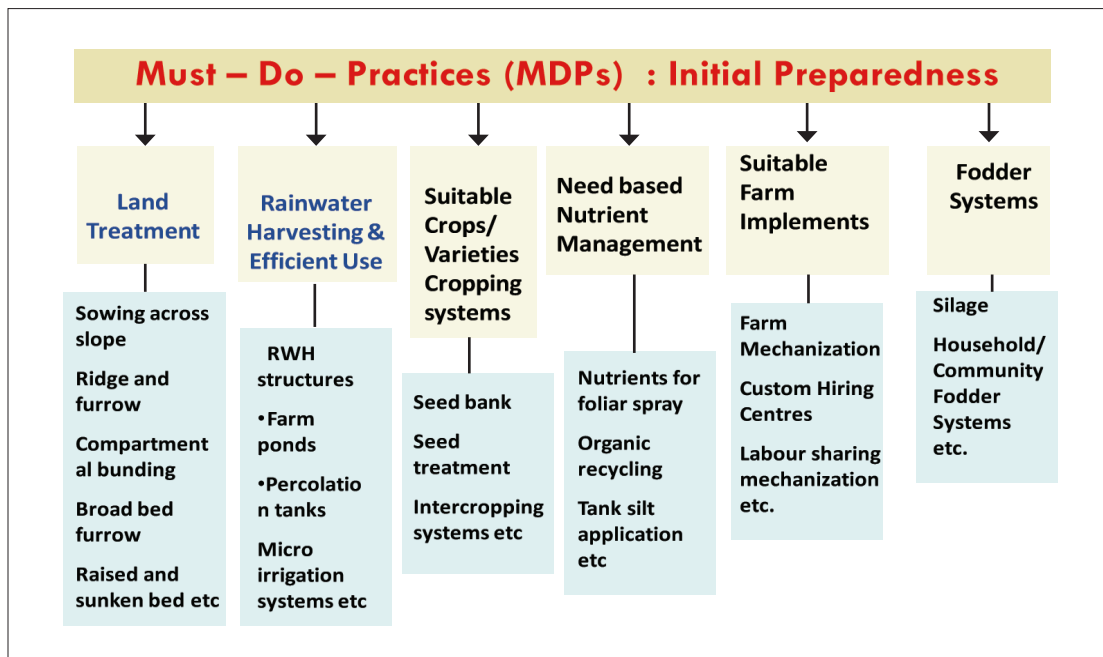 Must – Do – Practices (MDPs) : Initial Preparedness
Land
Treatment
Sowing across
slope
Ridge and
furrow
Compartment
al bunding
Broad bed
furrow
Raised and
sunken bed etc
Rainwater
Harvesting &
Efficient Use
RWH
structures
•Farm
ponds
•Percolatio
n tanks
Micro
irrigation
systems etc
Suitable
Crops/
Varieties
Cropping
systems
Seed bank
Seed
treatment
Intercropping
systems etc
Need based
Nutrient
Management
Nutrients for
foliar spray
Organic
recycling
Tank silt
application
etc
Suitable
Farm
Implements
Farm
Mechanization
Custom Hiring
Centres
Labour sharing
mechanization
etc.
Fodder
Systems
Silage
Household/
Community
Fodder
Systems
etc.